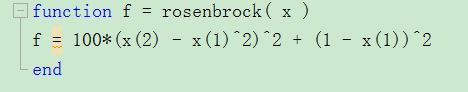 function f = rosenbrock( x )
f = 100*(x(2) - x(1)^2)^2 + (1 - x(1))^2
end